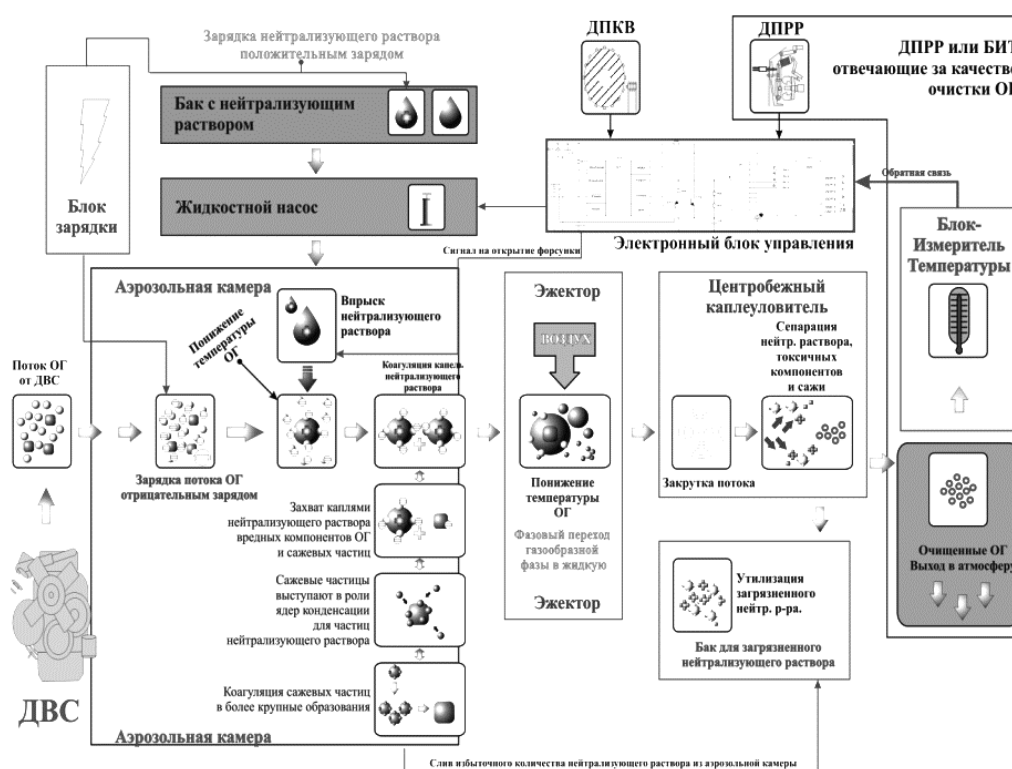 Зарядка нейтрализующего раствора
положительным зарядом
ДПКВ
ДПРР
ДПРР или БИТ
отвечающие за качество
очистки ОГ
Бак с нейтрализующим
раствором
Блок
зарядки
Жидкостной насос
Электронный блок управления
Обратная связь
Блок-
Измеритель
Температуры
Сигнал на открытие форсунки
Аэрозольная камера
Впрыск
нейтрализующего
раствора
Понижение
температуры
ОГ
Коагуляция капель
нейтрализующего
раствора
Поток ОГ
от ДВС
Зарядка потока ОГ
отрицательным зарядом
Эжектор
ВОЗДУХ
Понижение
температуры
ОГ
Фазовый переход
газообразной
фазы в жидкую
Эжектор
Центробежный
каплеуловитель
Сепарация
нейтр. раствора,
токсичных
компонентов
и сажи
Закрутка потока
Захват каплями
нейтрализующего раствора
вредных компонентов ОГ
и сажевых частиц
Сажевые частицы
выступают в роли
ядер конденсации
для частиц
нейтрализующего раствора
Коагуляция сажевых частиц
в более крупные образования
Аэрозольная камера
ДВС
Утилизация
загрязненного
нейтр. р-ра.
Бак для загрязненного
нейтрализующего раствора
Очищенные ОГ
Выход в атмосферу
Слив избыточного количества нейтрализующего раствора из аэрозольной камеры